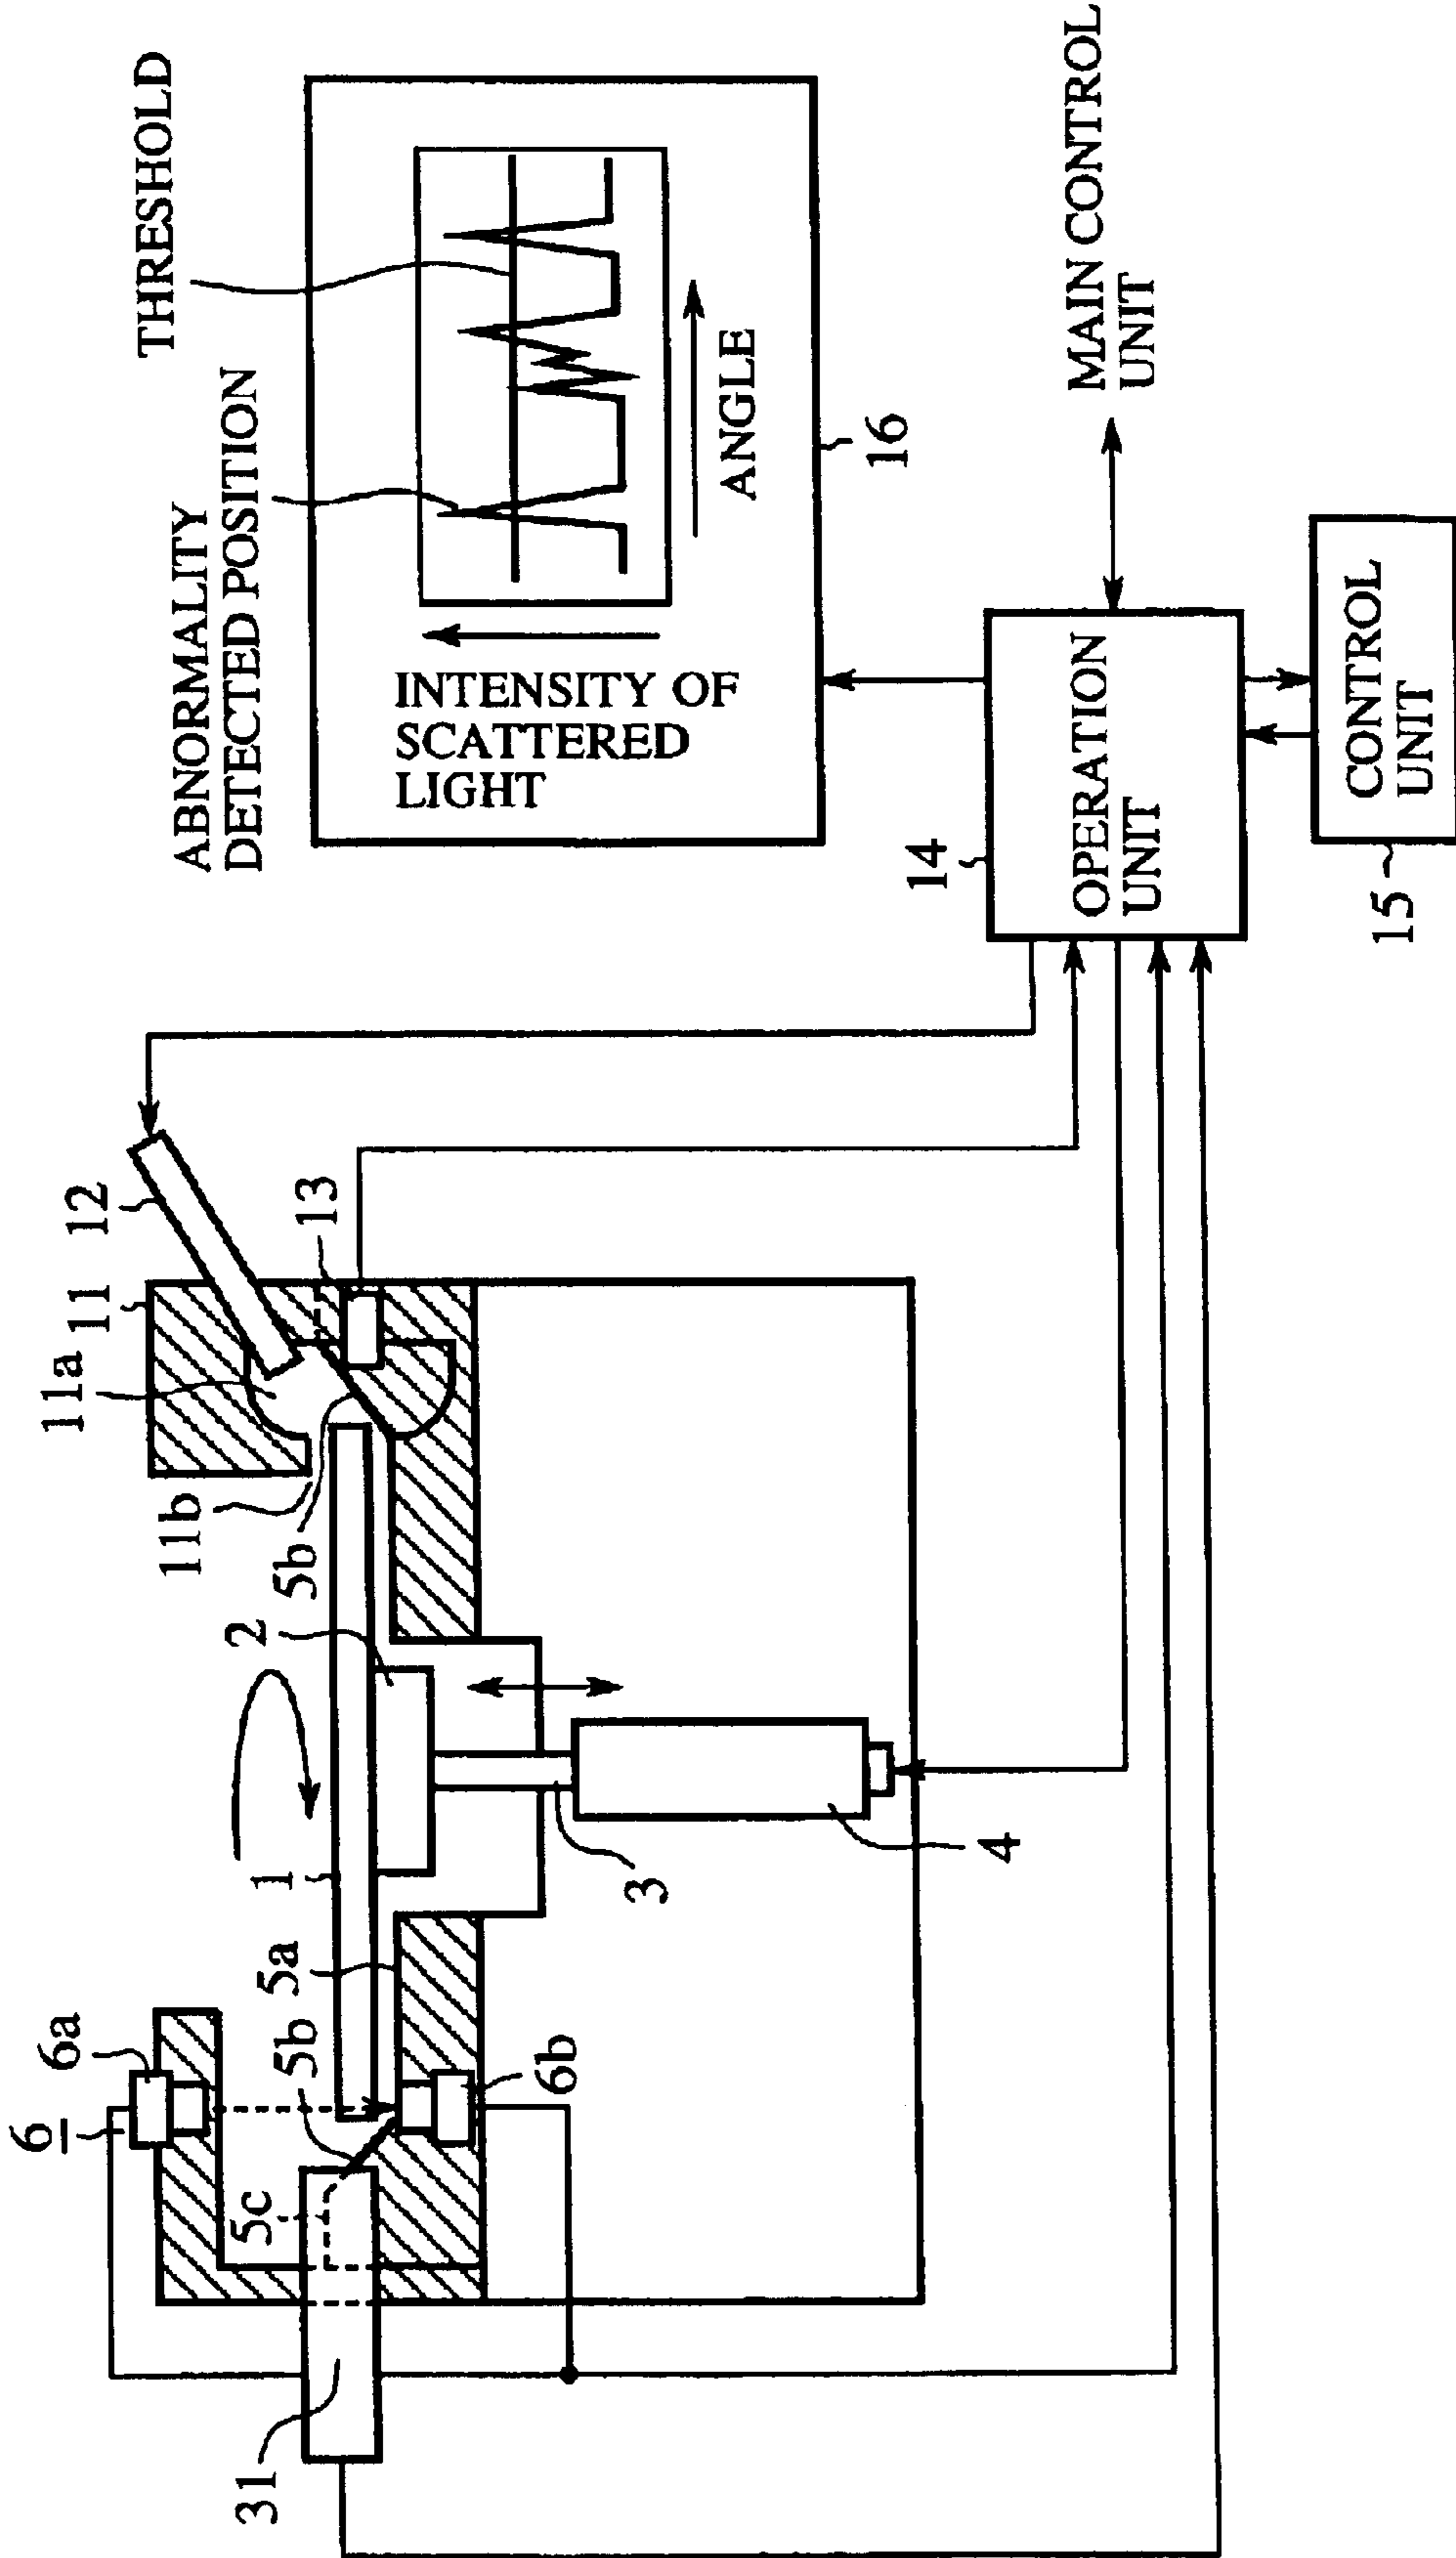 THRESHOLD
ABNORMALITY
DETECTED POSITION
INTENSITY OF
SCATTERED
LIGHT
ANGLE
16
MAIN CONTROL
UNIT
14
OPERATION
UNIT
CONTROL
UNIT
15
12
11
11a
13
11b
5b
2
1
3
4
5a
5b
6a
6
6b
5c
31